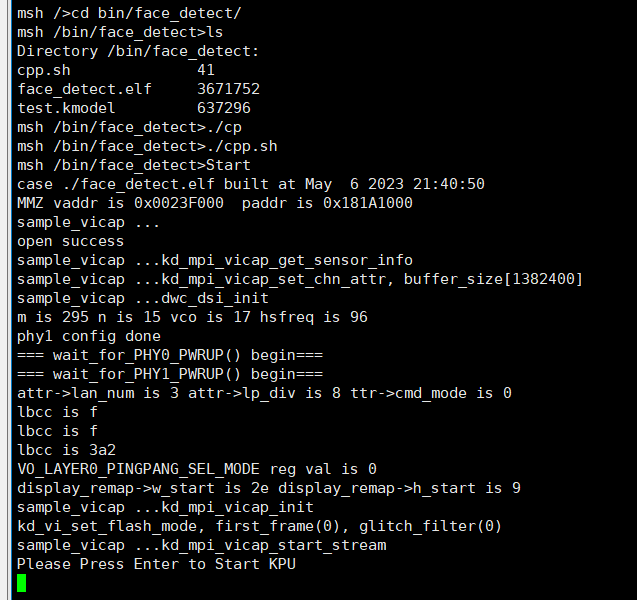 msh />cd bin/face_detect/
msh /bin/face_detect>ls
Directory /bin/face_detect:
cpp.sh              41
face_detect.elf     3671752
test.kmodel         637296
msh /bin/face_detect>./cp
msh /bin/face_detect>./cpp.sh
msh /bin/face_detect>Start
case ./face_detect.elf built at May  6 2023 21:40:50
MMZ vaddr is 0x0023F000  paddr is 0x181A1000
sample_vicap ...
open success
sample_vicap ...kd_mpi_vicap_get_sensor_info
sample_vicap ...kd_mpi_vicap_set_chn_attr, buffer_size[1382400]
sample_vicap ...dwc_dsi_init
m is 295 n is 15 vco is 17 hsfreq is 96
phy1 config done
=== wait_for_PHY0_PWRUP() begin===
=== wait_for_PHY1_PWRUP() begin===
attr->lan_num is 3 attr->lp_div is 8 ttr->cmd_mode is 0
lbcc is f
lbcc is f
lbcc is 3a2
VO_LAYER0_PINGPANG_SEL_MODE reg val is 0
display_remap->w_start is 2e display_remap->h_start is 9
sample_vicap ...kd_mpi_vicap_init
kd_vi_set_flash_mode, first_frame(0), glitch_filter(0)
sample_vicap ...kd_mpi_vicap_start_stream
Please Press Enter to Start KPU